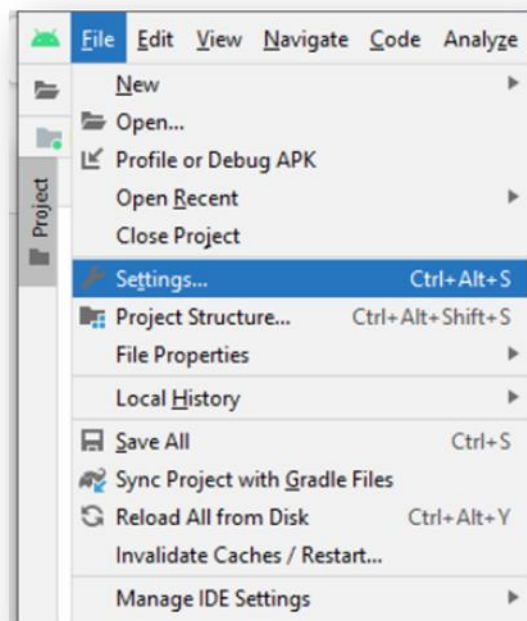 File Edit View Navigate Code Analyze
Project
New
Open...
Profile or Debug APK
Open Recent
Close Project
Settings... Ctrl+Alt+S
Project Structure... Ctrl+Alt+Shift+S
File Properties
Local History
Save All Ctrl+S
Sync Project with Gradle Files
Reload All from Disk Ctrl+Alt+Y
Invalidate Caches / Restart...
Manage IDE Settings